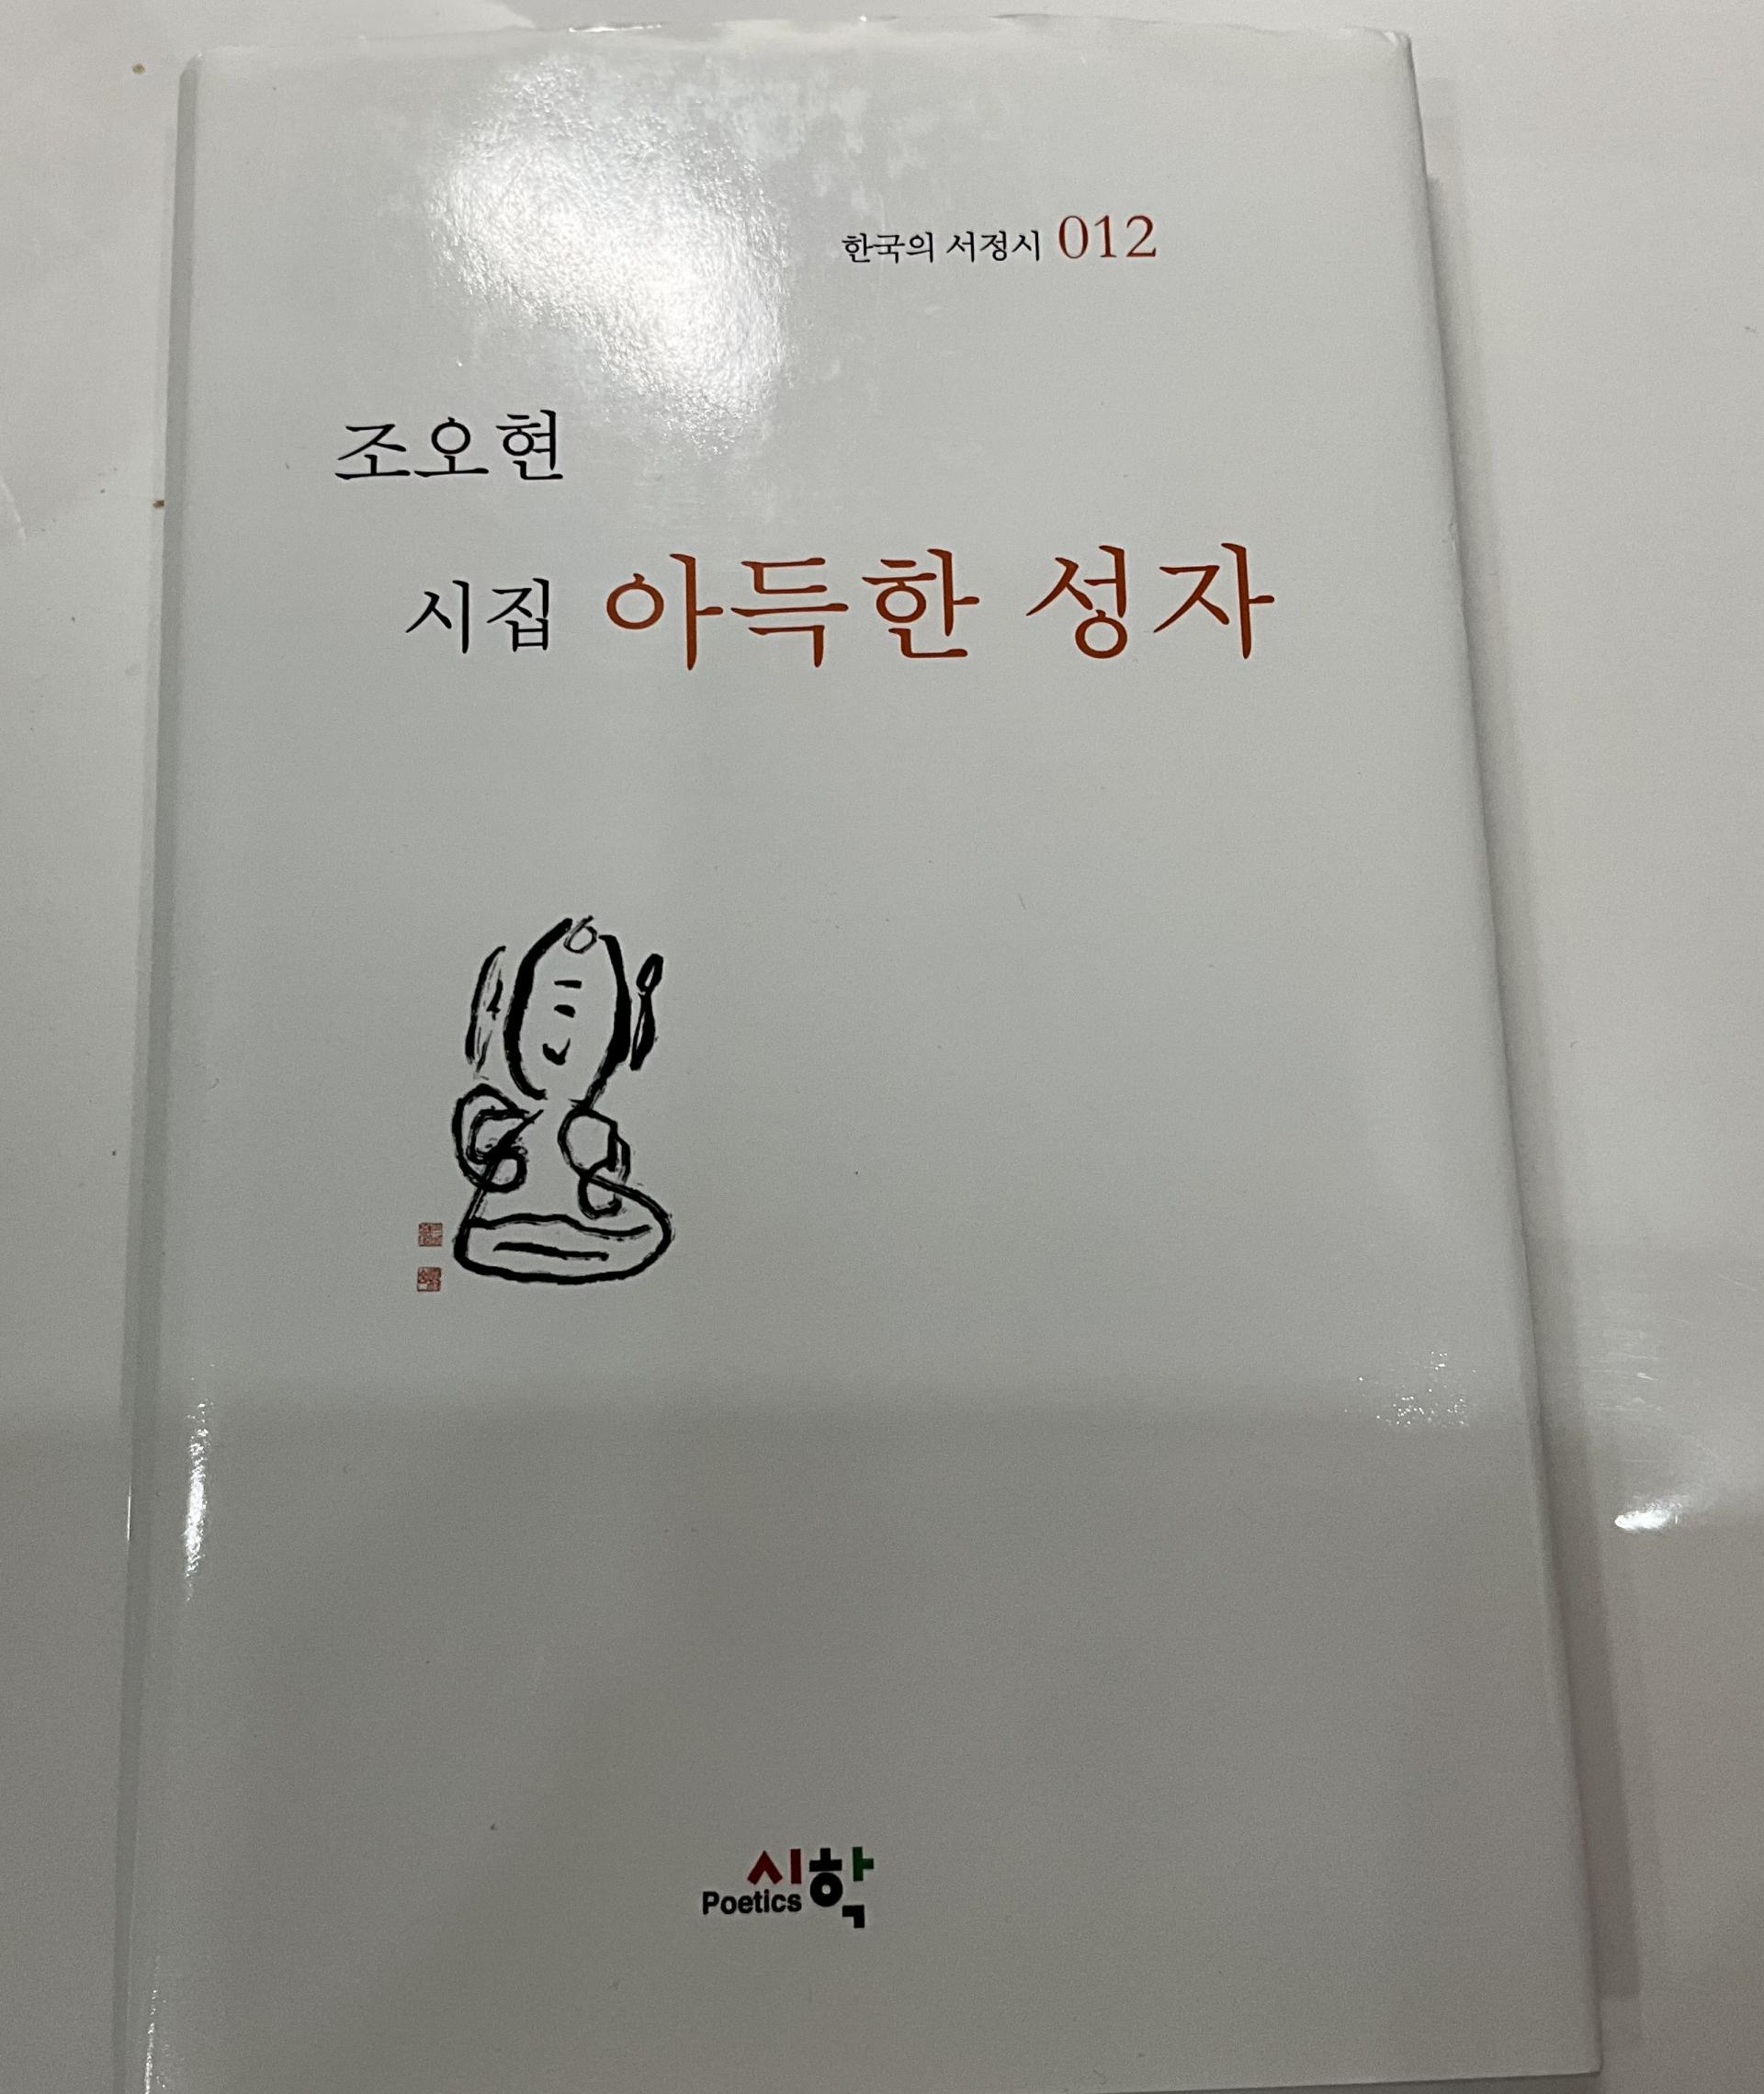 한국의 서정시 012
조오현
시집 아득한 성자
시학
Poetics